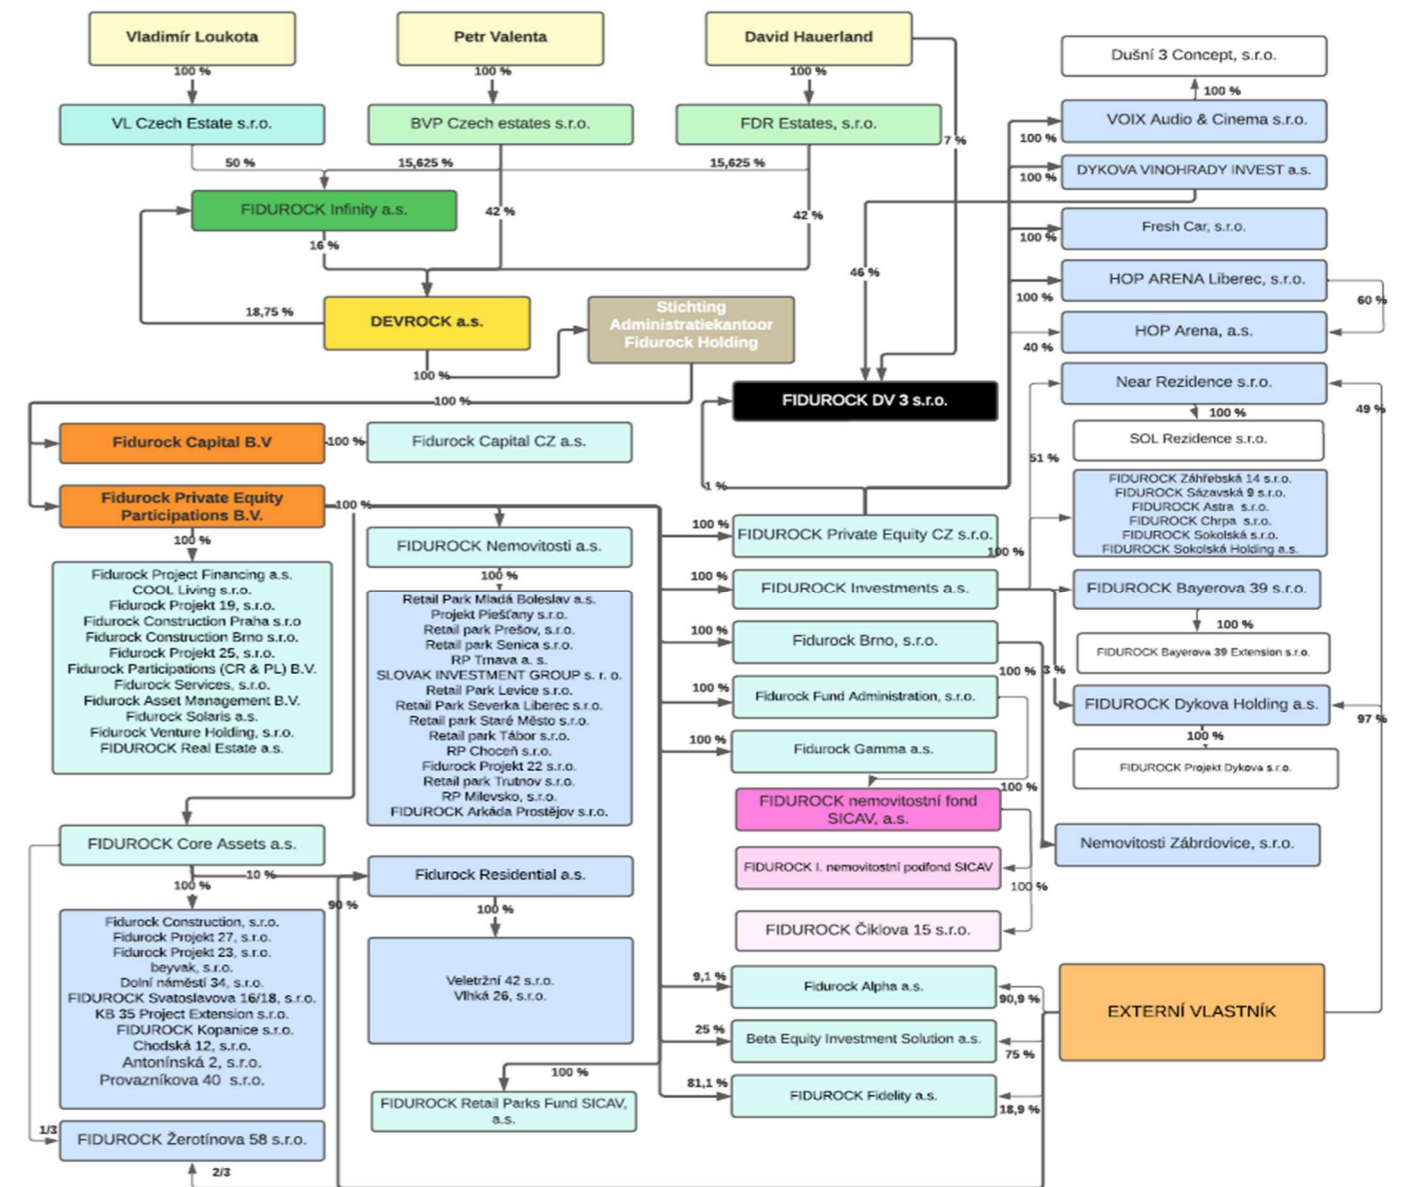 Vladimír Loukota
Petr Valenta
David Hauerland
100 %
100 %
100 %
VL Czech Estate s.r.o.
BVP Czech estates s.r.o.
FDR Estates, s.r.o.
7 %
50 %
15,625 %
15,625 %
FIDUROCK Infinity a.s.
16 %
42 %
42 %
46 %
18,75 %
DEVROCK a.s.
100 %
Stichting
Administratiekantoor
Fidurock Holding
100 %
FIDUROCK DV 3 s.r.o.
1 %
Dušní 3 Concept, s.r.o.
100 %
VOIX Audio & Cinema s.r.o.
100 %
DYKOVA VINOHRADY INVEST a.s.
100 %
Fresh Car, s.r.o.
100 %
HOP ARENA Liberec, s.r.o.
100 %
60 %
HOP Arena, a.s.
40 %
Near Rezidence s.r.o.
100 %
49 %
SOL Rezidence s.r.o.
51 %
FIDUROCK Záhřebská 14 s.r.o.
FIDUROCK Sázavská 9 s.r.o.
FIDUROCK Astra s.r.o.
FIDUROCK Chrpa s.r.o.
FIDUROCK Sokolská s.r.o.
FIDUROCK Sokolská Holding a.s.
100 %
FIDUROCK Bayerova 39 s.r.o.
100 %
FIDUROCK Bayerova 39 Extension s.r.o.
3 %
FIDUROCK Dykova Holding a.s.
97 %
100 %
FIDUROCK Projekt Dykova s.r.o.
Nemovitosti Zábrdovice, s.r.o.
Fidurock Capital B.V
100 %
Fidurock Capital CZ a.s.
Fidurock Private Equity
Participations B.V.
100 %
100 %
Fidurock Project Financing a.s.
COOL Living s.r.o.
Fidurock Projekt 19, s.r.o.
Fidurock Construction Praha s.r.o
Fidurock Construction Brno s.r.o.
Fidurock Projekt 25, s.r.o.
Fidurock Participations (CR & PL) B.V.
Fidurock Services, s.r.o.
Fidurock Asset Management B.V.
Fidurock Solaris a.s.
Fidurock Venture Holding, s.r.o.
FIDUROCK Real Estate a.s.
FIDUROCK Nemovitosti a.s.
100 %
Retail Park Mladá Boleslav a.s.
Projekt Piešťany s.r.o.
Retail park Prešov, s.r.o.
Retail park Senica s.r.o.
RP Trnava a. s.
SLOVAK INVESTMENT GROUP s. r. o.
Retail Park Levice s.r.o.
Retail Park Severka Liberec s.r.o.
Retail park Staré Město s.r.o.
Retail park Tábor s.r.o.
RP Choceň s.r.o.
Fidurock Projekt 22 s.r.o.
Retail park Trutnov s.r.o.
RP Milevsko, s.r.o.
FIDUROCK Arkáda Prostějov s.r.o.
100 %
FIDUROCK Private Equity CZ s.r.o.
100 %
FIDUROCK Investments a.s.
100 %
Fidurock Brno, s.r.o.
100 %
100 %
Fidurock Fund Administration, s.r.o.
100 %
Fidurock Gamma a.s.
100 %
FIDUROCK nemovitostní fond
SICAV, a.s.
FIDUROCK I. nemovitostní podfond SICAV
100 %
FIDUROCK Čiklova 15 s.r.o.
9,1 %
Fidurock Alpha a.s.
90,9 %
25 %
Beta Equity Investment Solution a.s.
75 %
81,1 %
FIDUROCK Fidelity a.s.
18,9 %
EXTERNÍ VLASTNÍK
FIDUROCK Core Assets a.s.
100 %
10 %
90 %
Fidurock Residential a.s.
100 %
Veletržní 42 s.r.o.
Vlhká 26, s.r.o.
Fidurock Construction, s.r.o.
Fidurock Projekt 27, s.r.o.
Fidurock Projekt 23, s.r.o.
beyvak, s.r.o.
Dolní náměstí 34, s.r.o.
FIDUROCK Svatoslavova 16/18, s.r.o.
KB 35 Project Extension s.r.o.
FIDUROCK Kopanice s.r.o.
Chodská 12, s.r.o.
Antonínská 2, s.r.o.
Provazníkova 40 s.r.o.
100 %
FIDUROCK Retail Parks Fund SICAV,
a.s.
1/3
FIDUROCK Žerotínova 58 s.r.o.
2/3